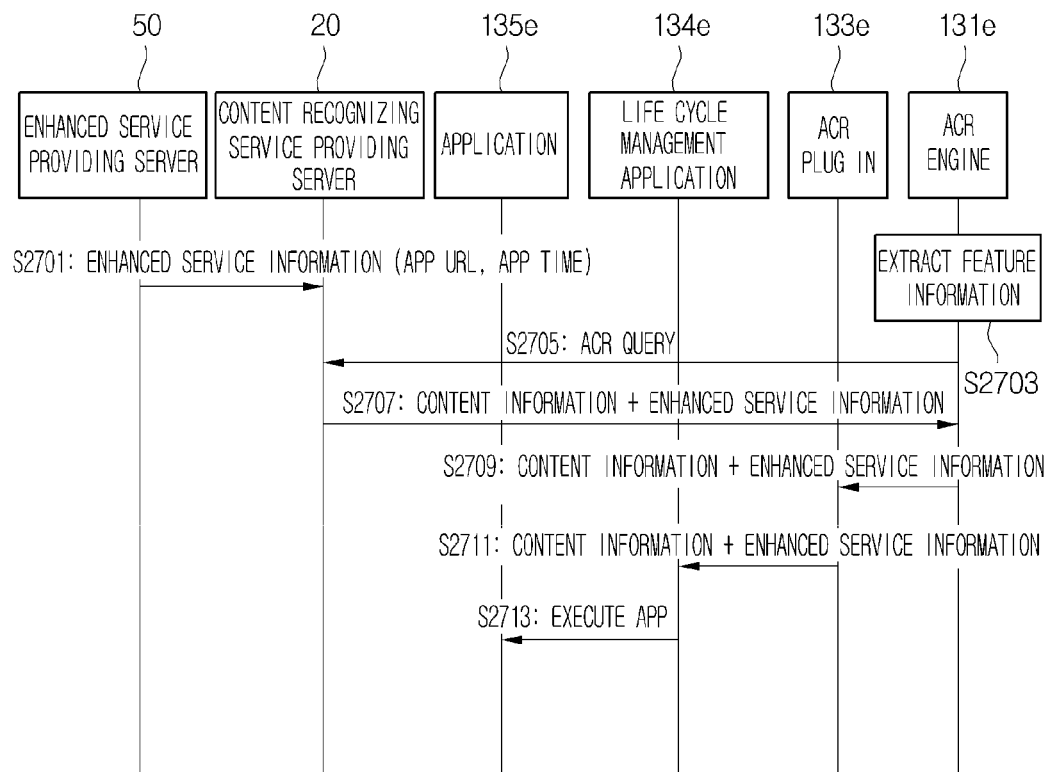 50
20
135e
134e
133e
131e
ENHANCED SERVICE
PROVIDING SERVER
CONTENT RECOGNIZING
SERVICE PROVIDING
SERVER
APPLICATION
LIFE CYCLE
MANAGEMENT
APPLICATION
ACR
PLUG IN
ACR
ENGINE
S2701: ENHANCED SERVICE INFORMATION (APP URL, APP TIME)
EXTRACT FEATURE
INFORMATION
S2703
S2705: ACR QUERY
S2707: CONTENT INFORMATION + ENHANCED SERVICE INFORMATION
S2709: CONTENT INFORMATION + ENHANCED SERVICE INFORMATION
S2711: CONTENT INFORMATION + ENHANCED SERVICE INFORMATION
S2713: EXECUTE APP